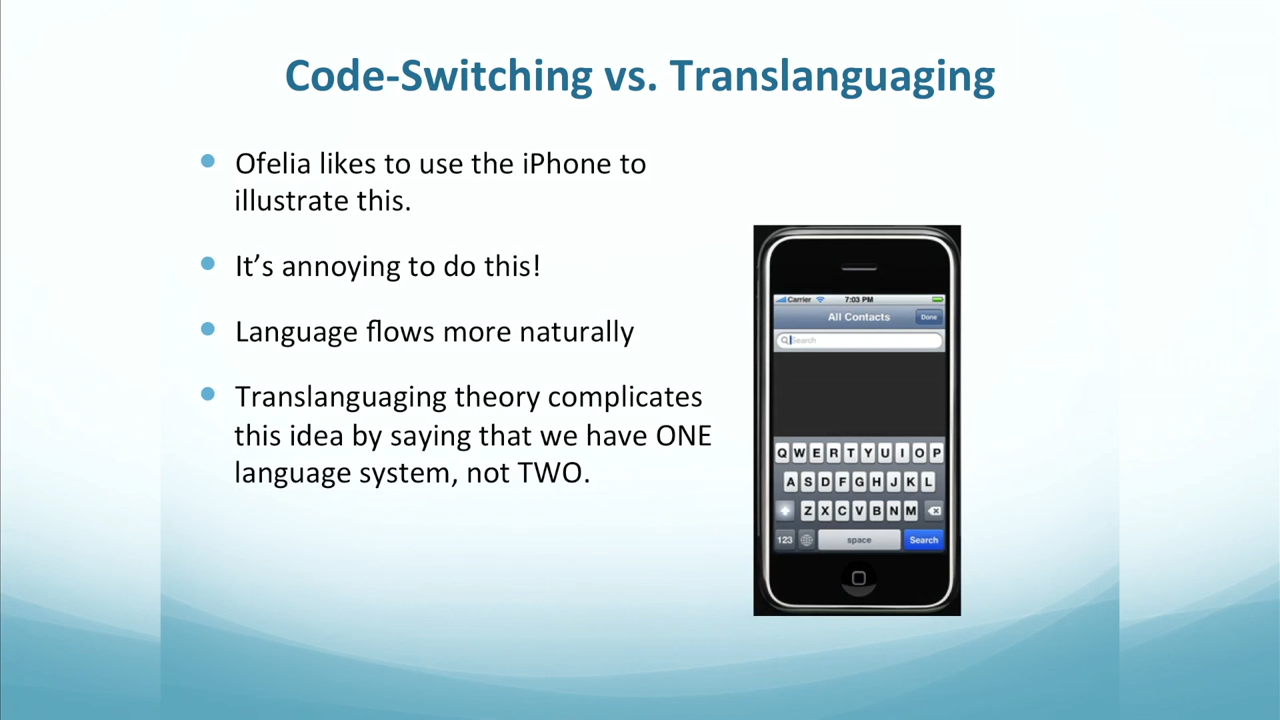 Code-Switching vs. Translanguaging
Ofelia likes to use the iPhone to
illustrate this.
It’s annoying to do this!
Language flows more naturally
Translanguaging theory complicates
this idea by saying that we have ONE
language system, not TWO.
Carrier 7:03 PM
All Contacts Done
Search
Q W E R T Y U I O P
A S D F G H J K L
Z X C V B N M
123 space Search